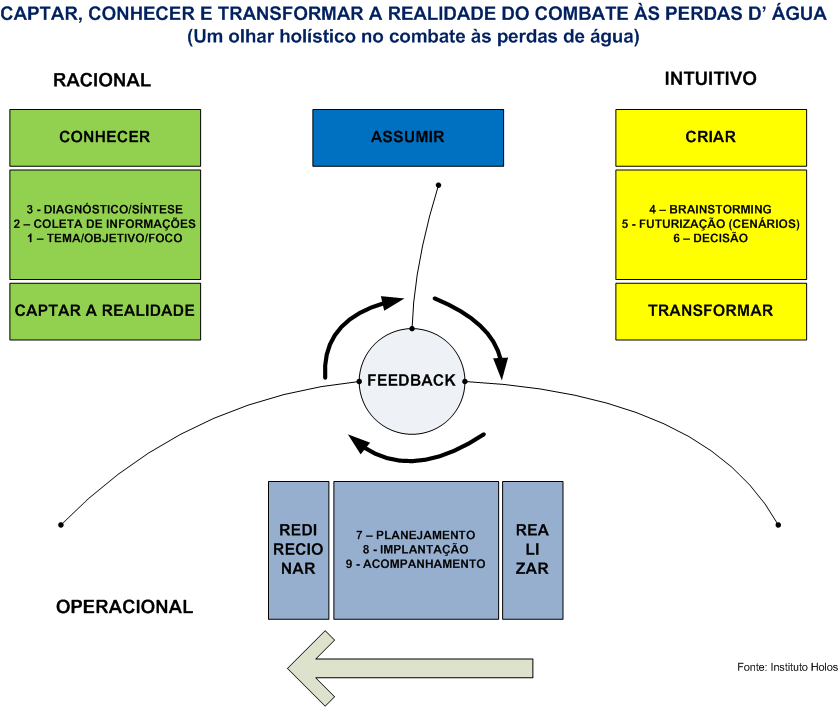 CAPTAR, CONHECER E TRANSFORMAR A REALIDADE DO COMBATE ÀS PERDAS D' ÁGUA
(Um olhar holístico no combate às perdas de água)
RACIONAL
INTUITIVO
CONHECER
ASSUMIR
CRIAR
3 - DIAGNÓSTICO/SÍNTESE
2 – COLETA DE INFORMAÇÕES
1 – TEMA/OBJETIVO/FOCO
4 – BRAINSTORMING
5 - FUTURIZAÇÃO (CENÁRIOS)
6 – DECISÃO
CAPTAR A REALIDADE
TRANSFORMAR
FEEDBACK
REDI
RECIO
NAR
7 – PLANEJAMENTO
8 - IMPLANTAÇÃO
9 - ACOMPANHAMENTO
REA
LI
ZAR
OPERACIONAL
Fonte: Instituto Holos